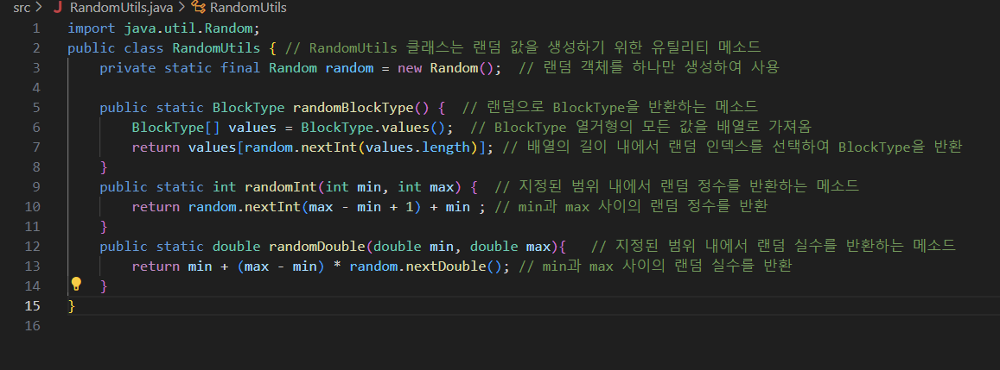 src > RandomUtils.java > RandomUtils
1 import java.util.Random;
2 public class RandomUtils { // RandomUtils 클래스는 랜덤 값을 생성하기 위한 유틸리티 메소드
3     private static final Random random = new Random();  // 랜덤 객체를 하나만 생성하여 사용
4
5     public static BlockType randomBlockType() {  // 랜덤으로 BlockType을 반환하는 메소드
6         BlockType[] values = BlockType.values();  // BlockType 열거형의 모든 값을 배열로 가져옴
7         return values[random.nextInt(values.length)]; // 배열의 길이 내에서 랜덤 인덱스를 선택하여 BlockType을 반환
8     }
9     public static int randomInt(int min, int max) {  // 지정된 범위 내에서 랜덤 정수를 반환하는 메소드
10         return random.nextInt(max - min + 1) + min ; // min과 max 사이의 랜덤 정수를 반환
11     }
12     public static double randomDouble(double min, double max){   // 지정된 범위 내에서 랜덤 실수를 반환하는 메소드
13         return min + (max - min) * random.nextDouble(); // min과 max 사이의 랜덤 실수를 반환
14     }
15 }
16